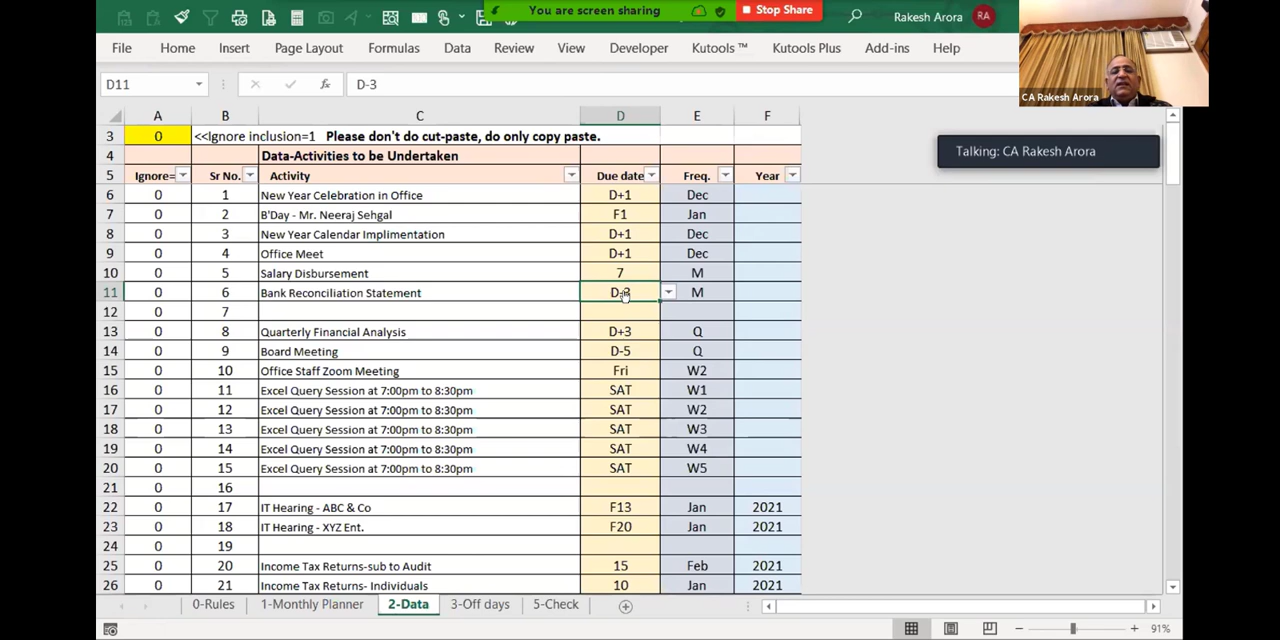 You are screen sharing
Stop Share
Rakesh Arora
RA
File Home Insert Page Layout Formulas Data Review View Developer Kutools ™ Kutools Plus Add-ins Help
CA Rakesh Arora
D11
fx
D-3
A B C D E F
Talking: CA Rakesh Arora
3 0 <<Ignore inclusion=1 Please don't do cut-paste, do only copy paste.
4 Data-Activities to be Undertaken
5 Ignore= Sr No. Activity Due date Freq. Year
6 0 1 New Year Celebration in Office D+1 Dec
7 0 2 B'Day - Mr. Neeraj Sehgal F1 Jan
8 0 3 New Year Calendar Implimentation D+1 Dec
9 0 4 Office Meet D+1 Dec
10 0 5 Salary Disbursement 7 M
11 0 6 Bank Reconciliation Statement D-3 M
12 0 7
13 0 8 Quarterly Financial Analysis D+3 Q
14 0 9 Board Meeting D-5 Q
15 0 10 Office Staff Zoom Meeting Fri W2
16 0 11 Excel Query Session at 7:00pm to 8:30pm SAT W1
17 0 12 Excel Query Session at 7:00pm to 8:30pm SAT W2
18 0 13 Excel Query Session at 7:00pm to 8:30pm SAT W3
19 0 14 Excel Query Session at 7:00pm to 8:30pm SAT W4
20 0 15 Excel Query Session at 7:00pm to 8:30pm SAT W5
21 0 16
22 0 17 IT Hearing - ABC & Co F13 Jan 2021
23 0 18 IT Hearing - XYZ Ent. F20 Jan 2021
24 0 19
25 0 20 Income Tax Returns-sub to Audit 15 Feb 2021
26 0 21 Income Tax Returns- Individuals 10 Jan 2021
0-Rules 1-Monthly Planner 2-Data 3-Off days 5-Check
91%